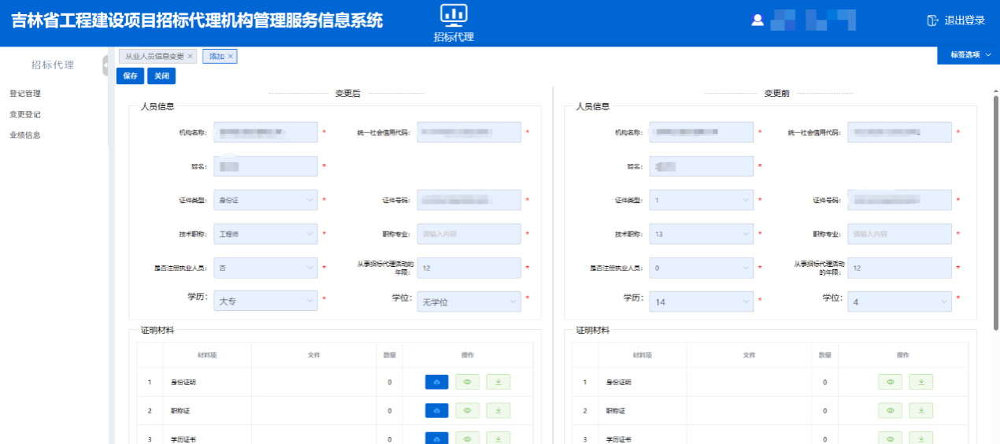 吉林省工程建设项目招标代理机构管理服务信息系统
招标代理
退出登录
招标代理
登记管理
变更登记
业绩信息
从业人员信息变更 ×
添加 ×
标签选项
保存
关闭
变更后
人员信息
机构名称： *
统一社会信用代码： *
姓名： *
证件类型： 身份证 *
证件号码： *
技术职称： 工程师 *
职称专业： 请输入内容 *
是否注册执业人员： 否 *
从事招标代理活动的
年限： 12 *
学历： 大专 *
学位： 无学位 *
证明材料
材料项 文件 数量 操作
1 身份证明 0
2 职称证 0
3 学历证书 0
变更前
人员信息
机构名称： *
统一社会信用代码： *
姓名： *
证件类型： 1 *
证件号码： *
技术职称： 13 *
职称专业： 请输入内容 *
是否注册执业人员： 0 *
从事招标代理活动
的年限： 12 *
学历： 14 *
学位： 4 *
证明材料
材料项 文件 数量 操作
1 身份证明 0
2 职称证 0
3 学历证书 0